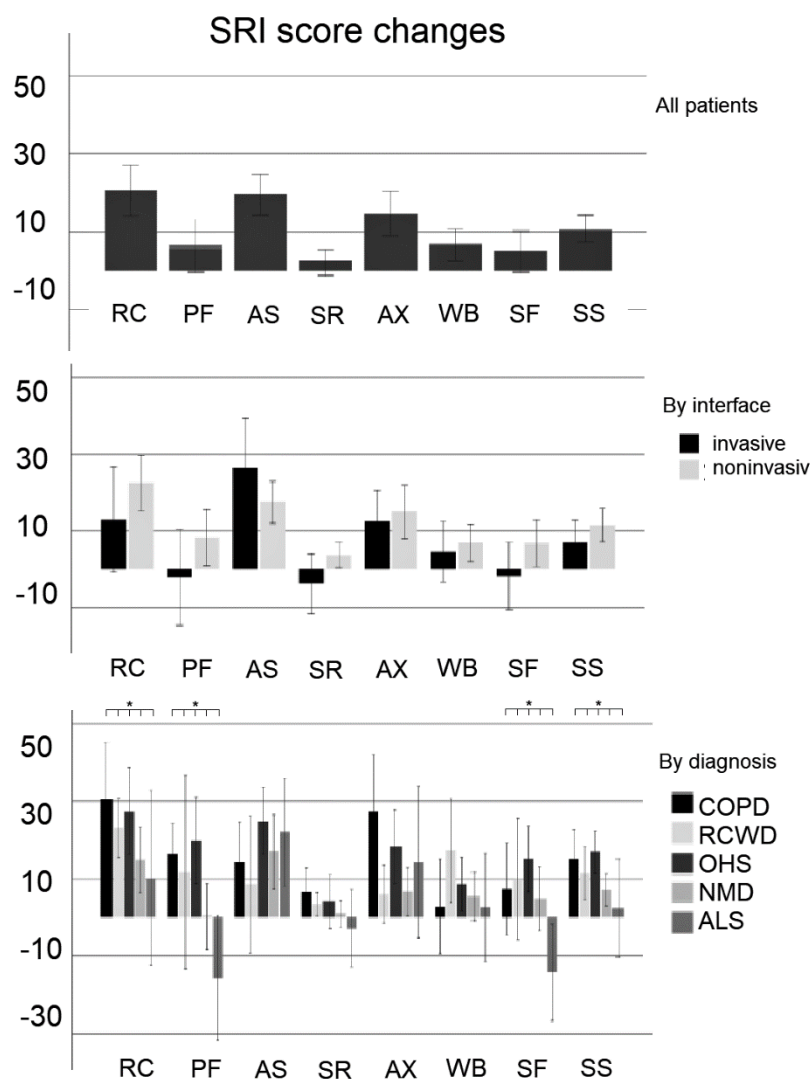 SRI score changes
50
30
10
-10
RC PF AS SR AX WB SF SS
All patients
50
30
10
-10
RC PF AS SR AX WB SF SS
By interface
invasive
noninvasiv
* * * *
50
30
10
-10
-30
RC PF AS SR AX WB SF SS
By diagnosis
COPD
RCWD
OHS
NMD
ALS